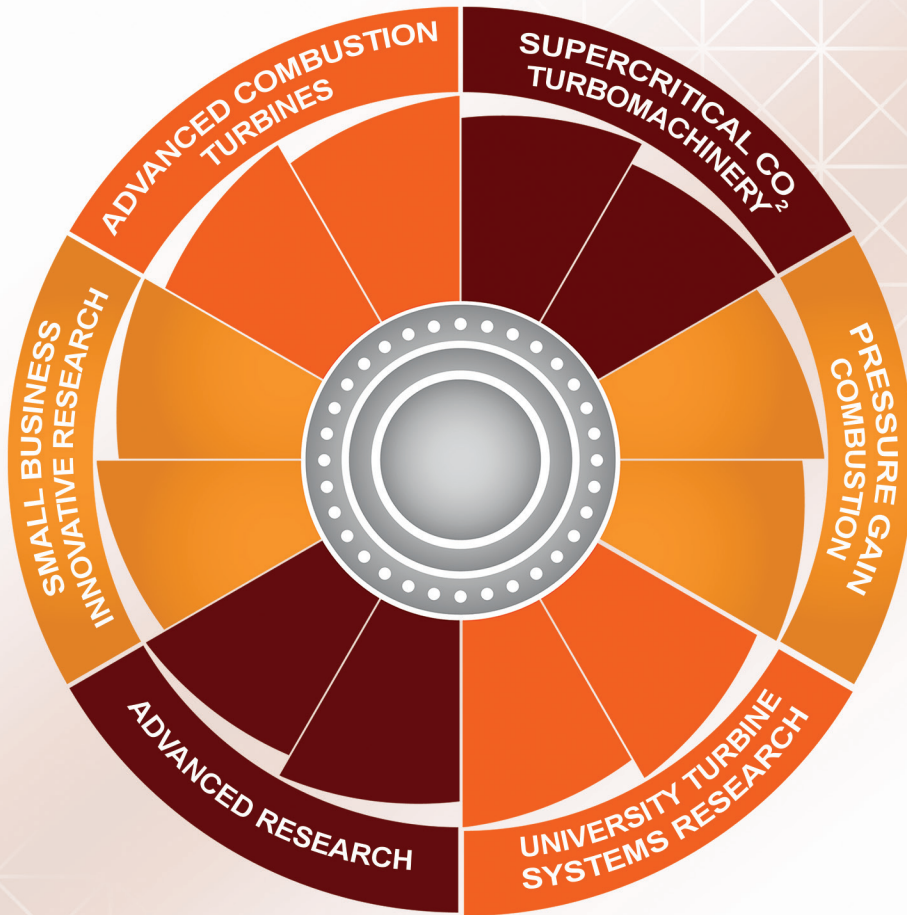 ADVANCED COMBUSTION
TURBINES
SUPERCRITICAL CO₂
TURBOMACHINERY
PRESSURE GAIN
COMBUSTION
UNIVERSITY TURBINE
SYSTEMS RESEARCH
ADVANCED RESEARCH
SMALL BUSINESS
INNOVATIVE RESEARCH